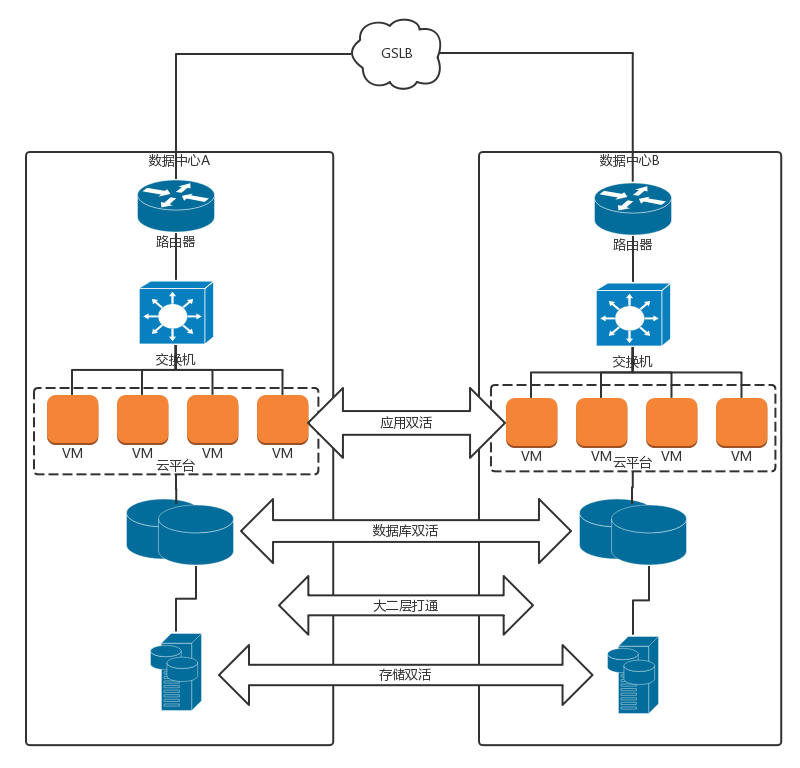 GSLB
数据中心A
数据中心B
路由器
路由器
交换机
交换机
应用双活
VM
VM
VM
VM
VM
VM
VM
VM
云平台
云平台
数据库双活
大二层打通
存储双活